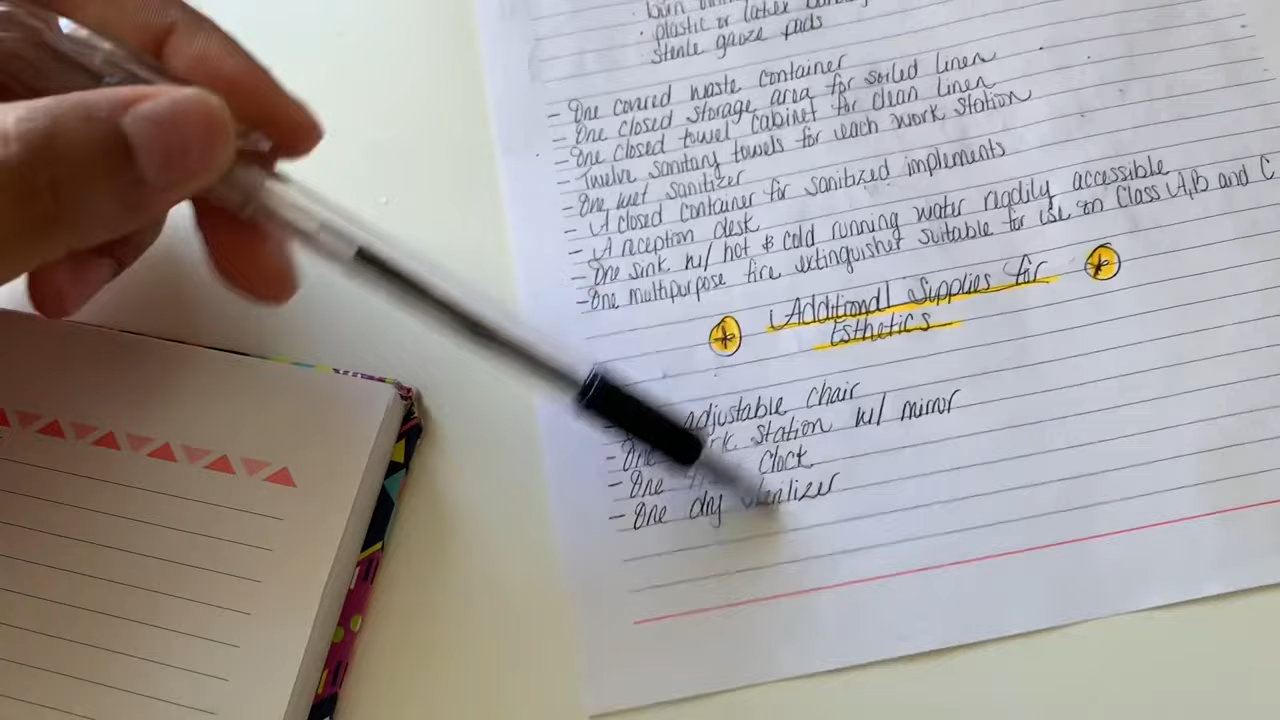 burn
· plastic or latex
· sterile gauze pads
- One covered waste container
- One closed storage area for soiled linen
- One closed towel cabinet for clean linen
- Twelve sanitary towels for each work station
- One wet sanitizer
- A closed container for sanitized implements
- A reception desk
- One sink w/ hot & cold running water readily accessible
- One multipurpose fire extinguisher suitable for use on Class A, B and C
Additional Supplies for
Esthetics
adjustable chair
- One station w/ mirror
- One clock
- One dry sterilizer